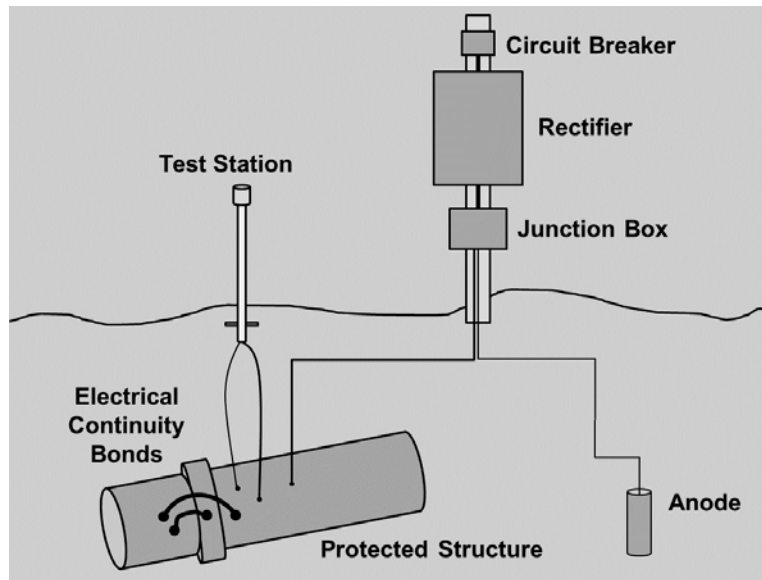 Circuit Breaker
Rectifier
Test Station
Junction Box
Electrical
Continuity
Bonds
Anode
Protected Structure